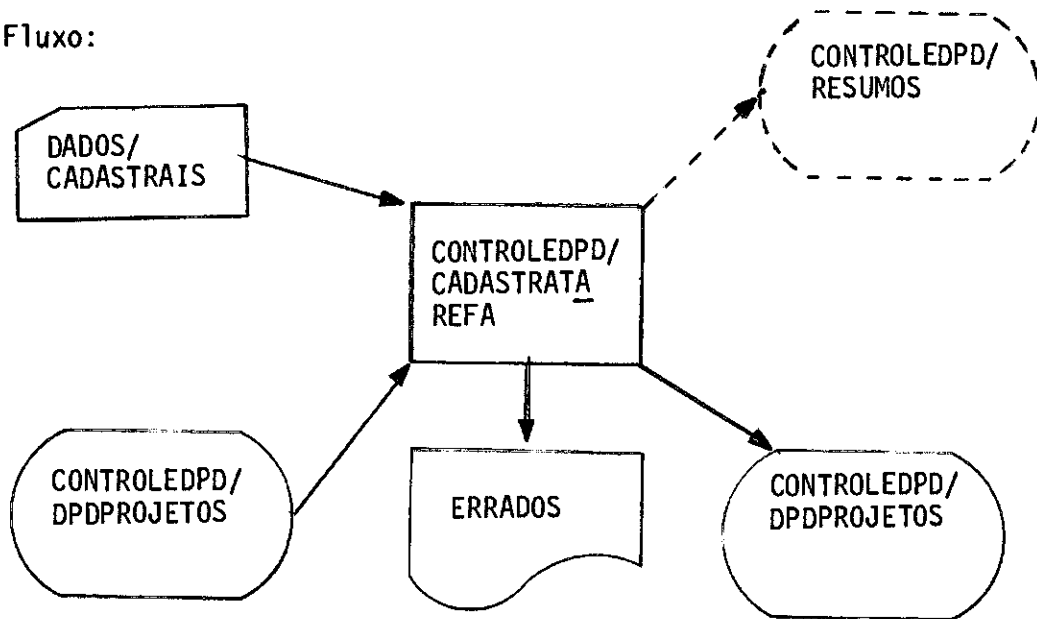 Fluxo:
CONTROLEDPD/
RESUMOS
DADOS/
CADASTRAIS
CONTROLEDPD/
CADASTRATA
REFA
CONTROLEDPD/
DPDPROJETOS
ERRADOS
CONTROLEDPD/
DPDPROJETOS